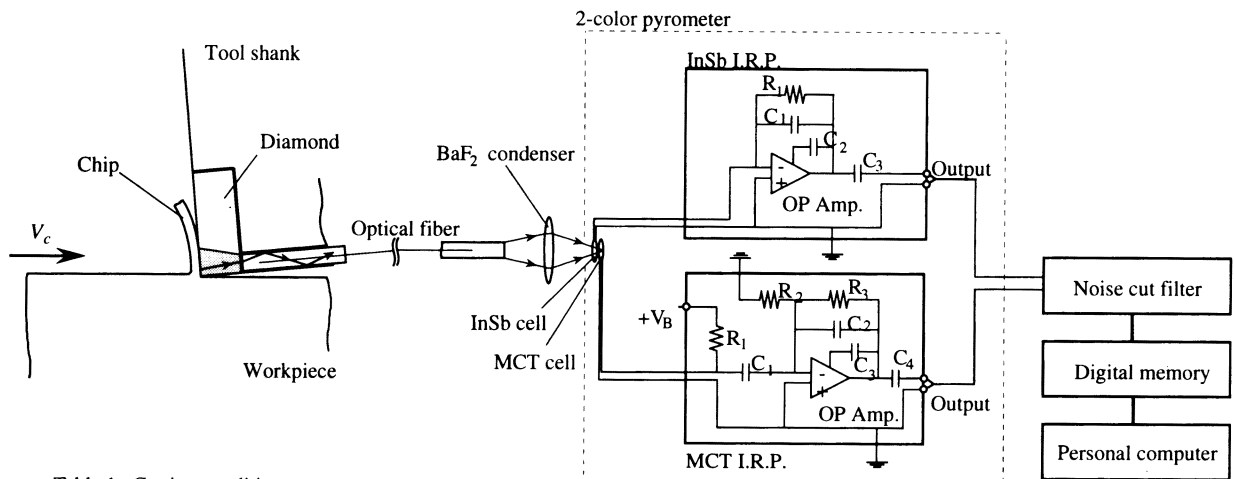 2-color pyrometer
Tool shank
InSb I.R.P.
R1
Diamond
C1
C2
Chip
BaF2 condenser
C3
Output
OP Amp.
Vc
Optical fiber
R2
R3
Noise cut filter
+VB
InSb cell
R1
C2
MCT cell
C1
C3
C4
Workpiece
Digital memory
OP Amp.
Output
MCT I.R.P.
Personal computer